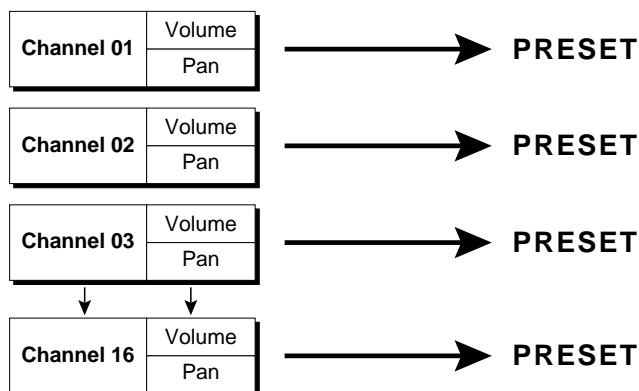 Channel 01
Volume
Pan
PRESET
Channel 02
Volume
Pan
PRESET
Channel 03
Volume
Pan
PRESET
Channel 16
Volume
Pan
PRESET